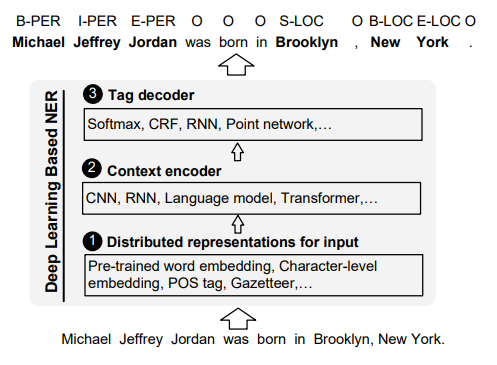 B-PER I-PER E-PER O O O S-LOC O B-LOC E-LOC O
Michael Jeffrey Jordan was born in Brooklyn , New York .
Deep Learning Based NER
3 Tag decoder
Softmax, CRF, RNN, Point network,...
2 Context encoder
CNN, RNN, Language model, Transformer,...
1 Distributed representations for input
Pre-trained word embedding, Character-level
embedding, POS tag, Gazetteer,...
Michael Jeffrey Jordan was born in Brooklyn, New York.